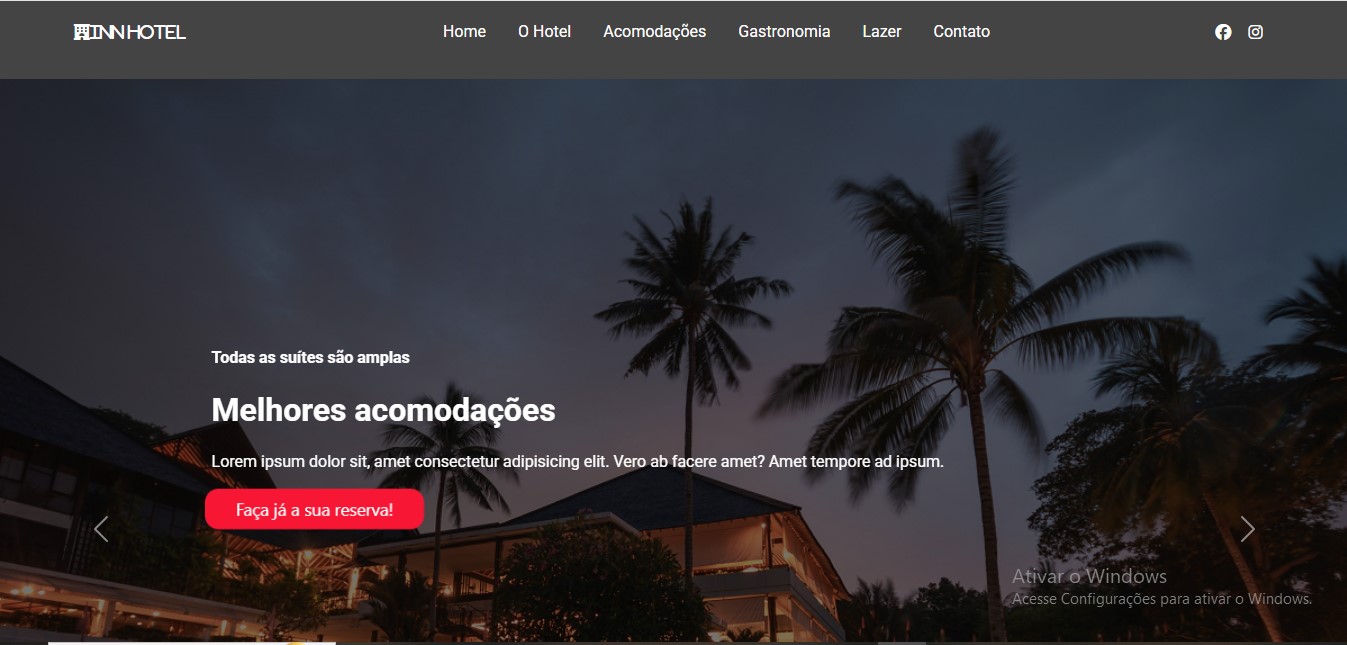 INN HOTEL
Home O Hotel Acomodações Gastronomia Lazer Contato
Todas as suítes são amplas
Melhores acomodações
Lorem ipsum dolor sit, amet consectetur adipisicing elit. Vero ab facere amet? Amet tempore ad ipsum.
Faça já a sua reserva!
Ativar o Windows
Acesse Configurações para ativar o Windows.